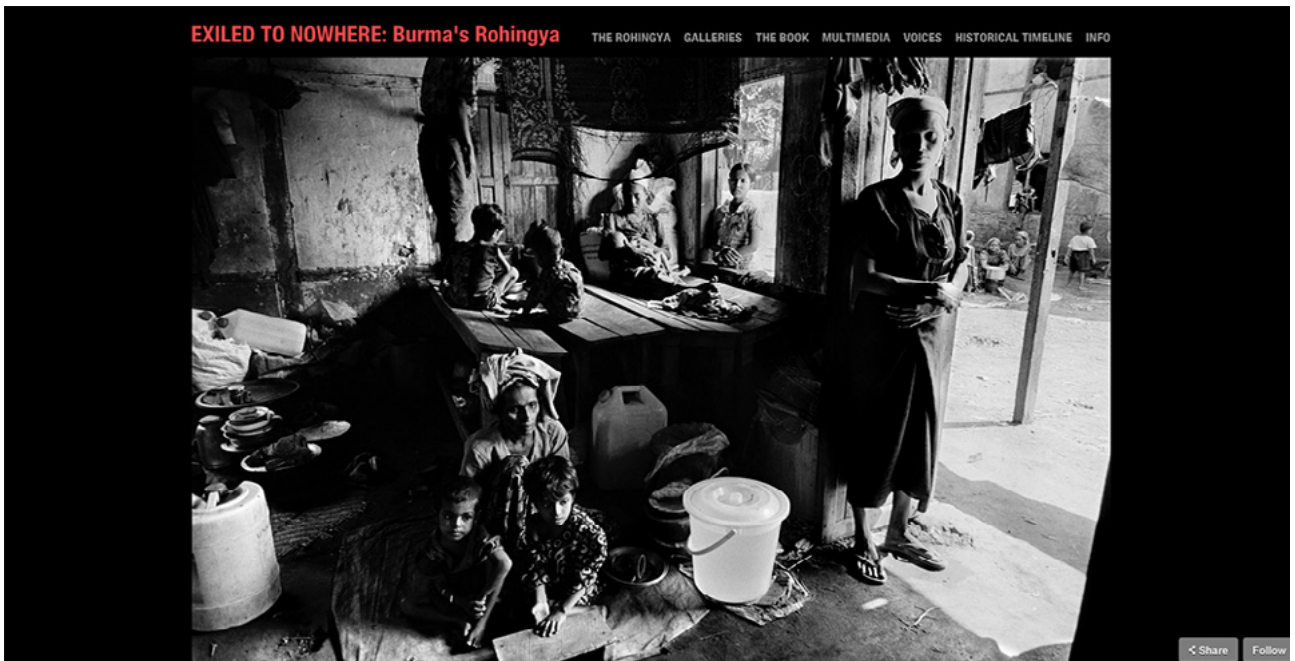 EXILED TO NOWHERE: Burma's Rohingya
THE ROHINGYA GALLERIES THE BOOK MULTIMEDIA VOICES HISTORICAL TIMELINE INFO
Share Follow